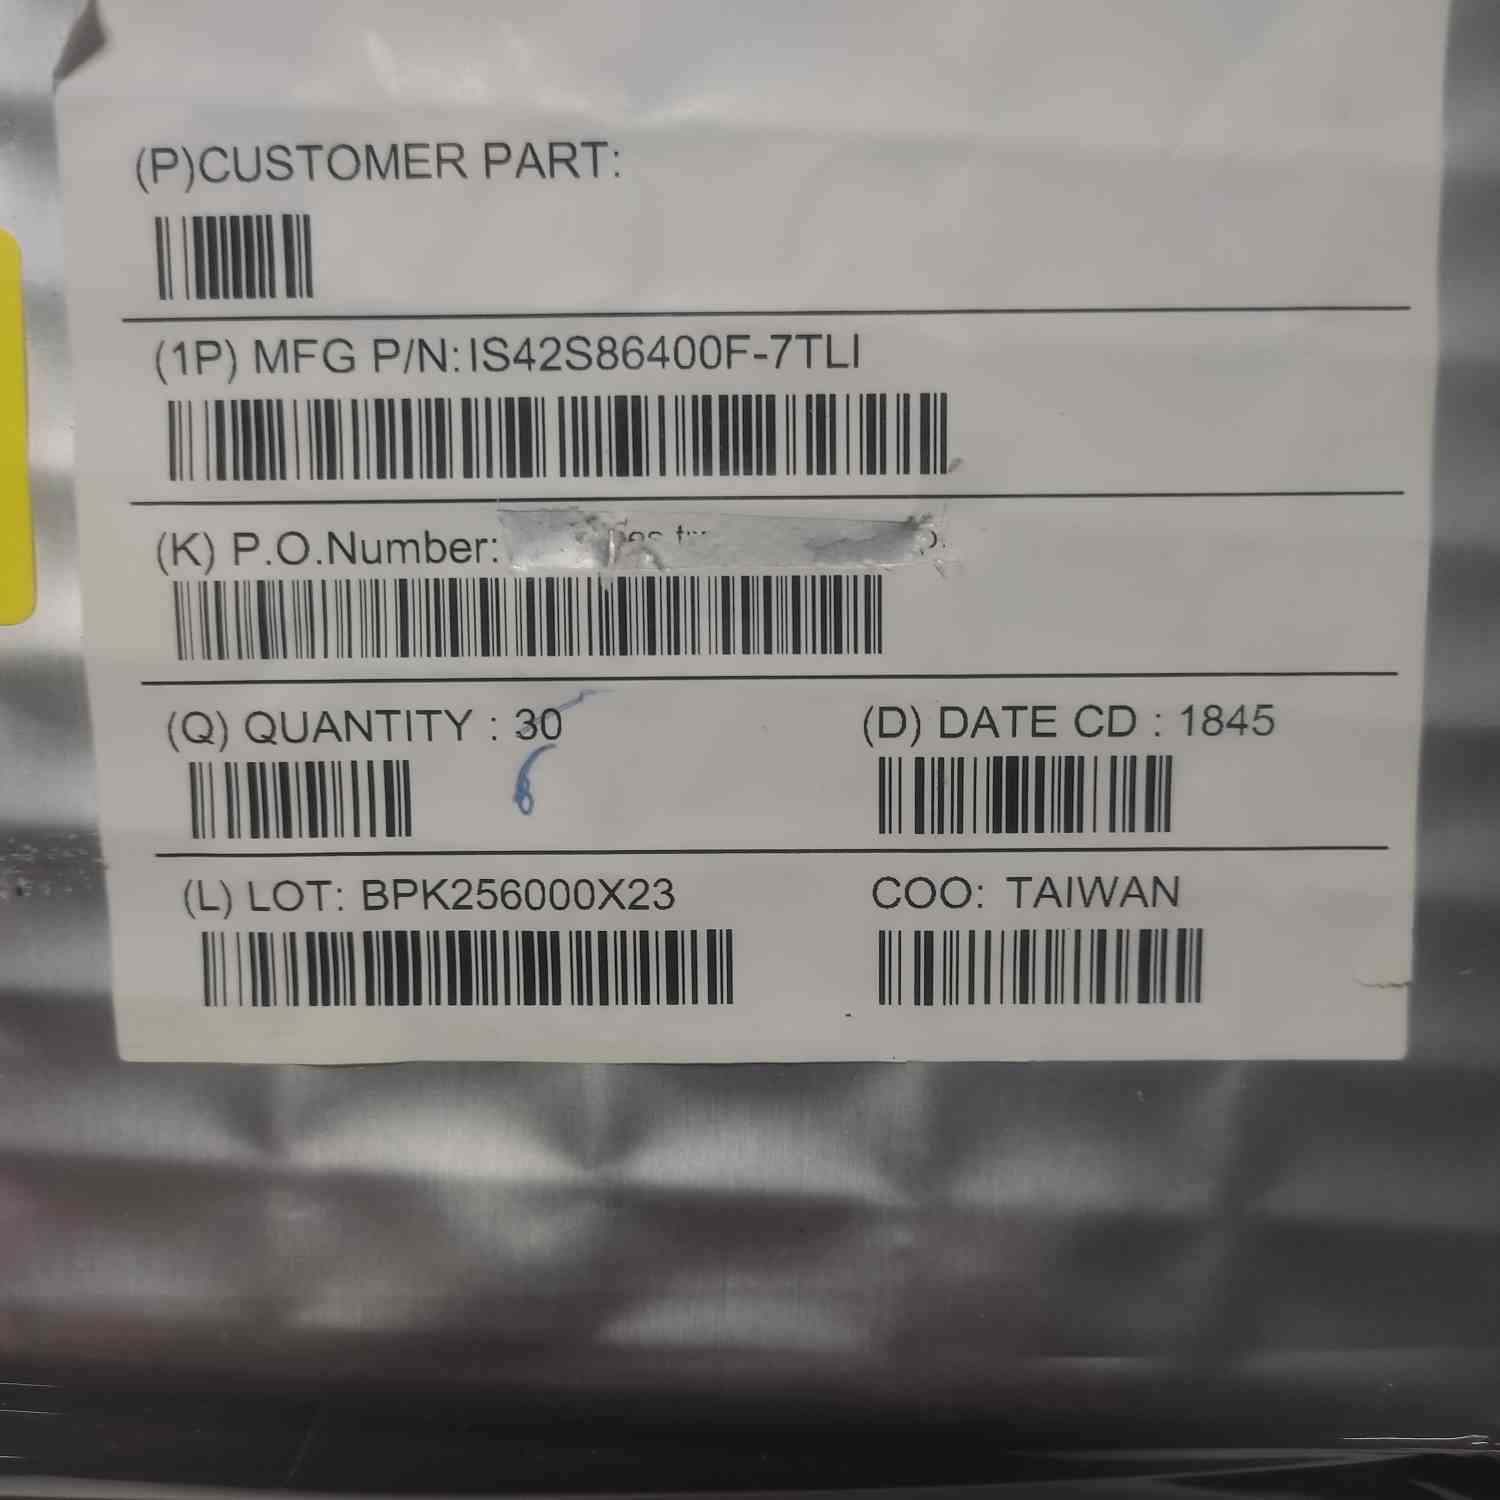 (P)CUSTOMER PART:
(1P) MFG P/N:IS42S86400F-7TLI
(K) P.O.Number:
(Q) QUANTITY : 30
6
(D) DATE CD : 1845
(L) LOT: BPK256000X23
COO: TAIWAN